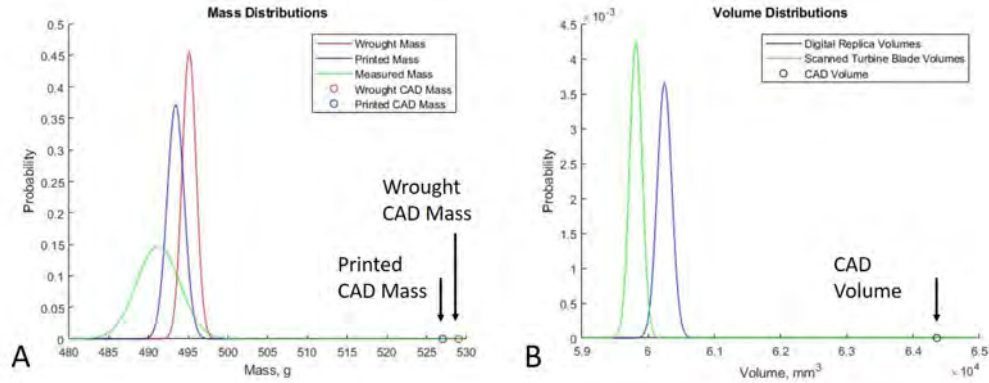 Mass Distributions
0.5
0.45
0.4
0.35
0.3
0.25
0.2
0.15
0.1
0.05
0
Probability
480 485 490 495 500 505 510 515 520 525 530
Mass, g
Wrought Mass
Printed Mass
Measured Mass
Wrought CAD Mass
Printed CAD Mass
Wrought
CAD Mass
Printed
CAD Mass
A
Volume Distributions
×10⁻³
4.5
4
3.5
3
2.5
2
1.5
1
0.5
0
Probability
5.9 6 6.1 6.2 6.3 6.4 6.5
Volume, mm³
×10⁴
Digital Replica Volumes
Scanned Turbine Blade Volumes
CAD Volume
CAD
Volume
B